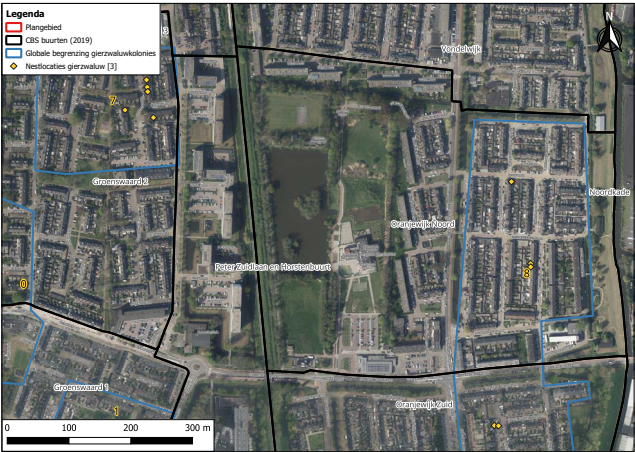 Legenda
Plangebied
CBS buurten (2019)
Globale begrenzing gierzwaluwkolonies
Nestlocaties gierzwaluw [3]
3
Vondelwijk
7
Groenswaard 2
Noordkade
Oranjewijk Noord
Peter Zuidlaan en Horstenbuurt
8
0
Groenswaard 1
Oranjewijk Zuid
1
0 100 200 300 m